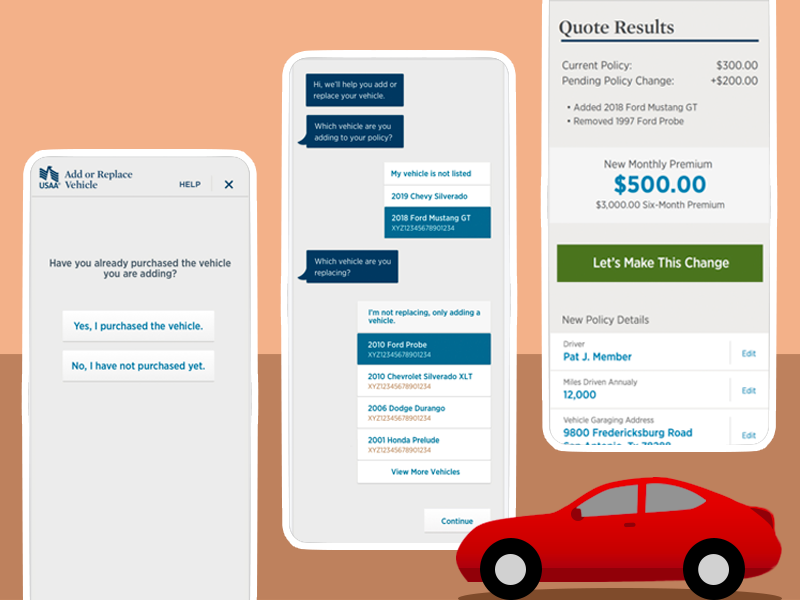 USAA
Add or Replace
Vehicle
HELP
X
Have you already purchased the vehicle
you are adding?
Yes, I purchased the vehicle.
No, I have not purchased yet.
Hi, we'll help you add or
replace your vehicle.
Which vehicle are you
adding to your policy?
My vehicle is not listed
2019 Chevy Silverado
2018 Ford Mustang GT
XYZ12345678901234
Which vehicle are you
replacing?
I'm not replacing, only adding a
vehicle.
2010 Ford Probe
XYZ12345678901234
2010 Chevrolet Silverado XLT
XYZ12345678901234
2006 Dodge Durango
XYZ12345678901234
2001 Honda Prelude
XYZ12345678901234
View More Vehicles
Continue
Quote Results
Current Policy: $300.00
Pending Policy Change: +$200.00
• Added 2018 Ford Mustang GT
• Removed 1997 Ford Probe
New Monthly Premium
$500.00
$3,000.00 Six-Month Premium
Let's Make This Change
New Policy Details
Driver
Pat J. Member
Edit
Miles Driven Annualy
12,000
Edit
Vehicle Garaging Address
9800 Fredericksburg Road
Edit
San Antonio, Tx